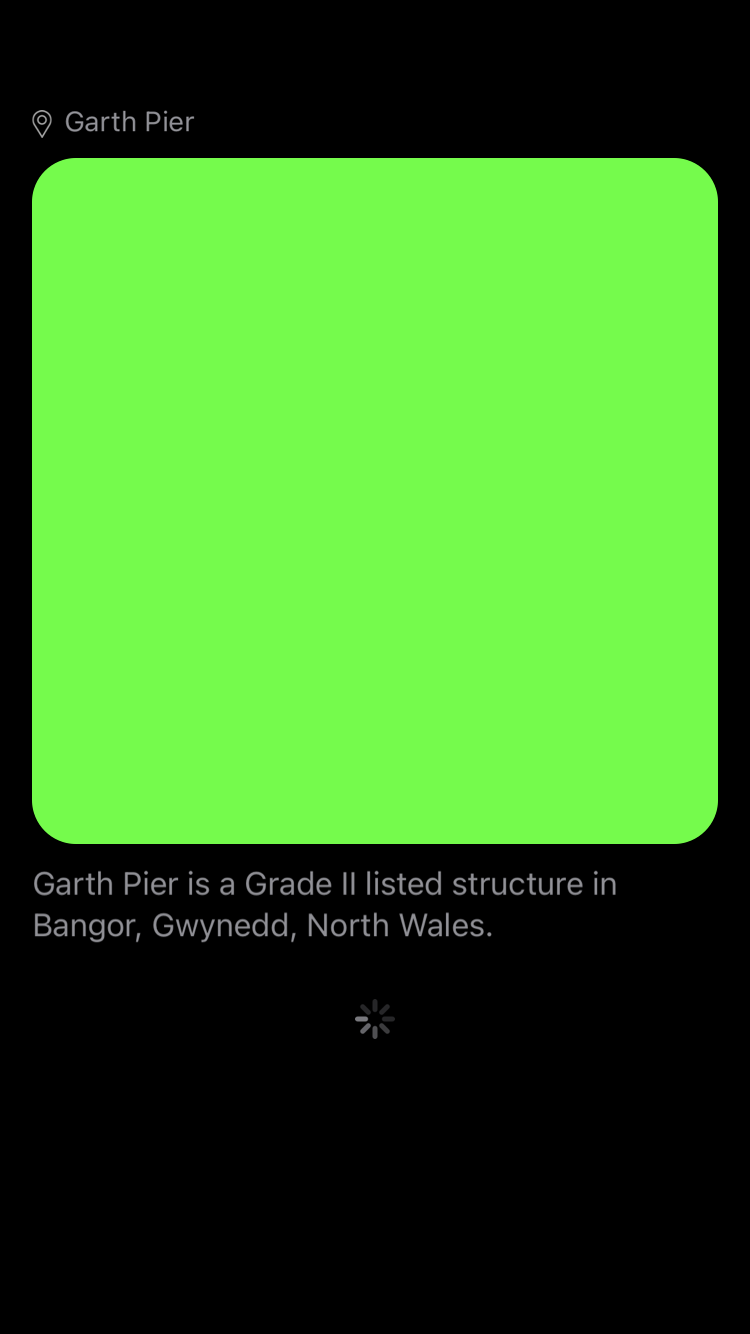 Garth Pier
Garth Pier is a Grade II listed structure in
Bangor, Gwynedd, North Wales.